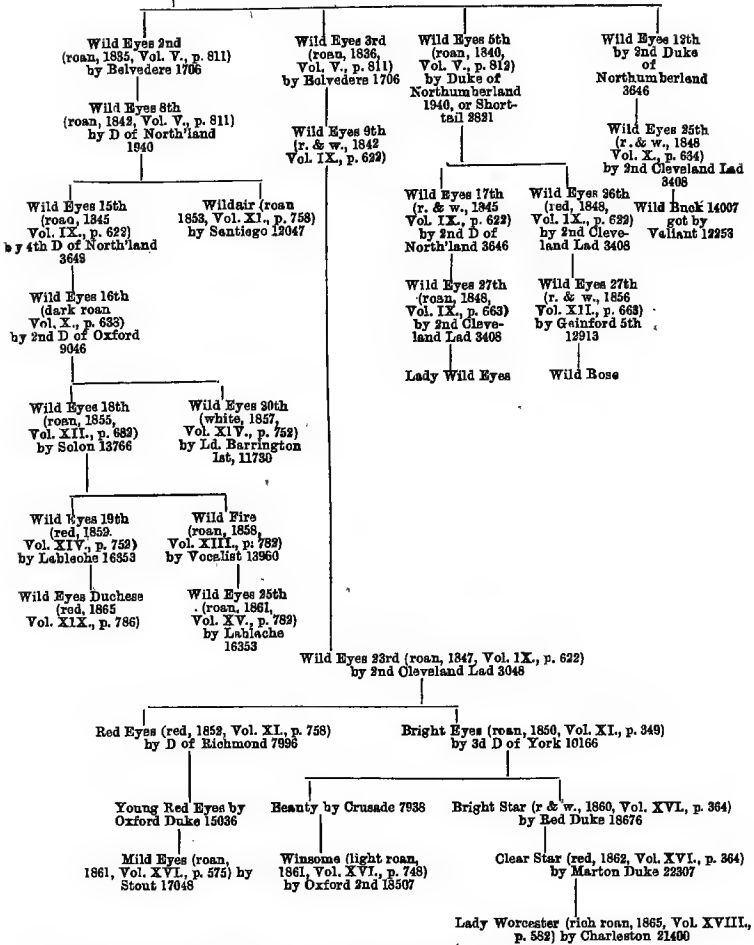 Wild Eyes 2nd
(roan, 1835, Vol. V., p. 811)
by Belvedere 1706
Wild Eyes 3rd
(roan, 1836,
Vol. V., p. 811)
by Belvedere 1706
Wild Eyes 5th
(roan, 1840,
Vol. V., p. 812)
by Duke of
Northumberland
1940, or Short-
tail 2621
Wild Eyes 12th
by 2nd Duke
of
Northumberland
3646
Wild Eyes 8th
(roan, 1842, Vol. V., p. 811)
by D of North'land
1940
Wild Eyes 9th
(r. & w., 1842
Vol. IX., p. 622)
Wild Eyes 25th
(r. & w., 1848
Vol. X., p. 634)
by 2nd Cleveland Lad
3408
Wild Eyes 15th
(roan, 1845
Vol. IX., p. 622)
by 4th D of North'land
3649
Wildair (roan
1853, Vol. XI., p. 758)
by Santiego 12047
Wild Eyes 17th
(r. & w., 1845
Vol. IX., p. 622)
by 2nd D of
North'land 3646
Wild Eyes 26th
(red, 1848,
Vol. IX., p. 622)
by 2nd Cleve-
land Lad 3408
Wild Buck 14007
got by
Valiant 12253
Wild Eyes 16th
(dark roan
Vol. X., p. 633)
by 2nd D of Oxford
9046
Wild Eyes 27th
(roan, 1848,
Vol. IX., p. 663)
by 2nd Cleve-
land Lad 3408
Wild Eyes 27th
(r. & w., 1856
Vol. XII., p. 663)
by Gainford 5th
12913
Lady Wild Eyes
Wild Rose
Wild Eyes 18th
(roan, 1855,
Vol. XII., p. 682)
by Solon 13766
Wild Eyes 20th
(white, 1857,
Vol. XIV., p. 752)
by Ld. Barrington
1st, 11730
Wild Eyes 19th
(red, 1859.
Vol. XIV., p. 752)
by Lablache 16353
Wild Fire
(roan, 1858,
Vol. XIII., p. 782)
by Vocalist 13960
Wild Eyes Duchess
(red, 1865
Vol. XIX., p. 786)
Wild Eyes 25th
(roan, 1861,
Vol. XV., p. 782)
by Lablache
16353
Wild Eyes 23rd (roan, 1847, Vol. IX., p. 622)
by 2nd Cleveland Lad 3048
Red Eyes (red, 1852, Vol. XI., p. 758)
by D of Richmond 7996
Bright Eyes (roan, 1850, Vol. XI., p. 349)
by 3d D of York 10166
Young Red Eyes by
Oxford Duke 15036
Beauty by Crusade 7938
Bright Star (r & w., 1860, Vol. XVI., p. 364)
by Red Duke 18676
Mild Eyes (roan,
1861, Vol. XVI., p. 575) by
Stout 17048
Winsome (light roan,
1861, Vol. XVI., p. 748)
by Oxford 2nd 18507
Clear Star (red, 1862, Vol. XVI., p. 364)
by Marton Duke 22307
Lady Worcester (rich roan, 1865, Vol. XVIII.,
p. 582) by Charleston 21400